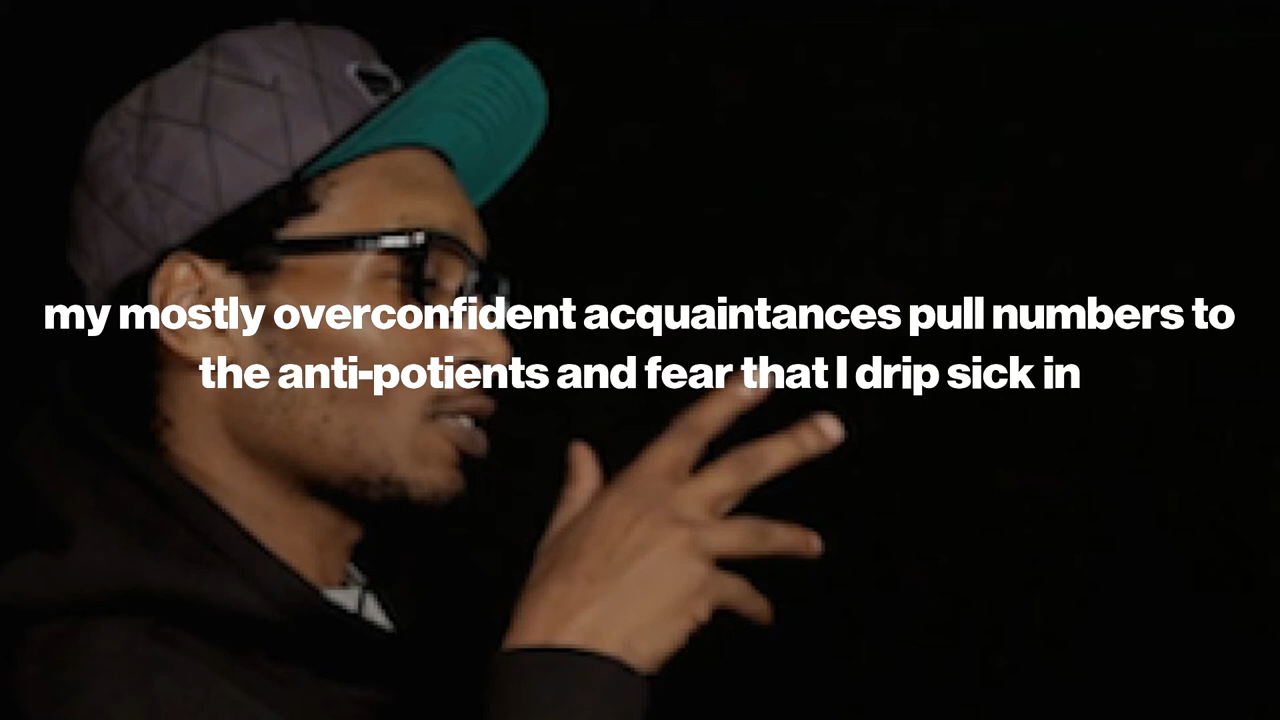 my mostly overconfident acquaintances pull numbers to
the anti-potients and fear that I drip sick in